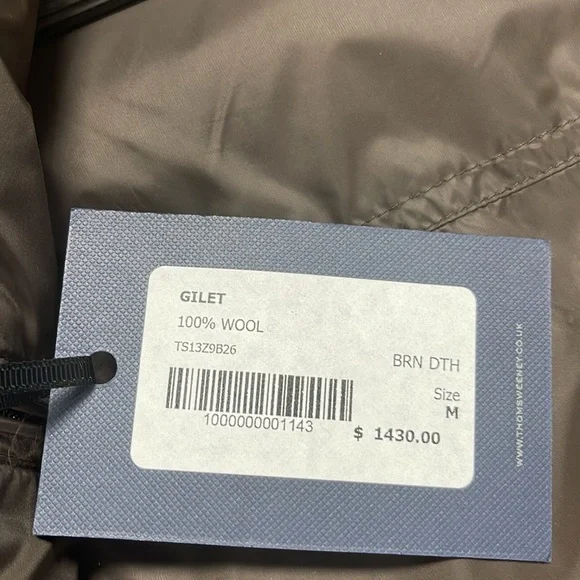 GILET
100% WOOL
TS13Z9B26
BRN DTH
Size
M
1000000001143
$ 1430.00
WWW.THOMSWEENEY.CO.UK